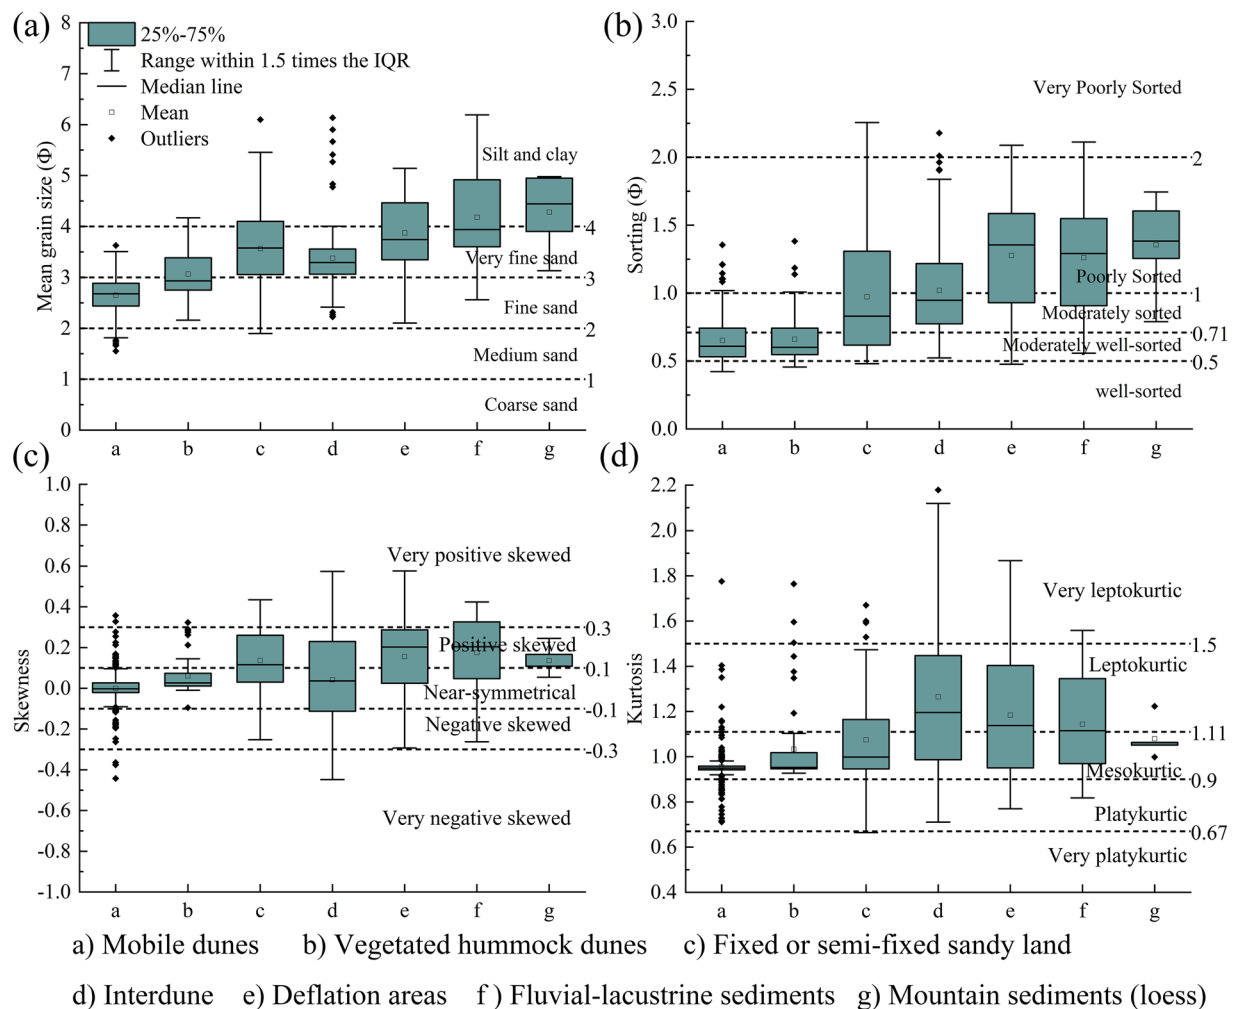 (a)
8
7
6
5
4
3
2
1
0
Mean grain size (Φ)
25%-75%
Range within 1.5 times the IQR
Median line
Mean
Outliers
Silt and clay
4
Very fine sand
3
Fine sand
2
Medium sand
1
Coarse sand
a b c d e f g
(b)
3.0
2.5
2.0
1.5
1.0
0.5
0.0
Sorting (Φ)
Very Poorly Sorted
2
Poorly Sorted
1
Moderately sorted
0.71
Moderately well-sorted
0.5
well-sorted
a b c d e f g
(c)
1.0
0.8
0.6
0.4
0.2
0.0
-0.2
-0.4
-0.6
-0.8
-1.0
Skewness
Very positive skewed
0.3
Positive skewed
0.1
Near-symmetrical
-0.1
Negative skewed
-0.3
Very negative skewed
a b c d e f g
(d)
2.2
2.0
1.8
1.6
1.4
1.2
1.0
0.8
0.6
0.4
Kurtosis
Very leptokurtic
1.5
Leptokurtic
1.11
Mesokurtic
0.9
Platykurtic
0.67
Very platykurtic
a b c d e f g
a) Mobile dunes b) Vegetated hummock dunes c) Fixed or semi-fixed sandy land
d) Interdune e) Deflation areas f ) Fluvial-lacustrine sediments g) Mountain sediments (loess)